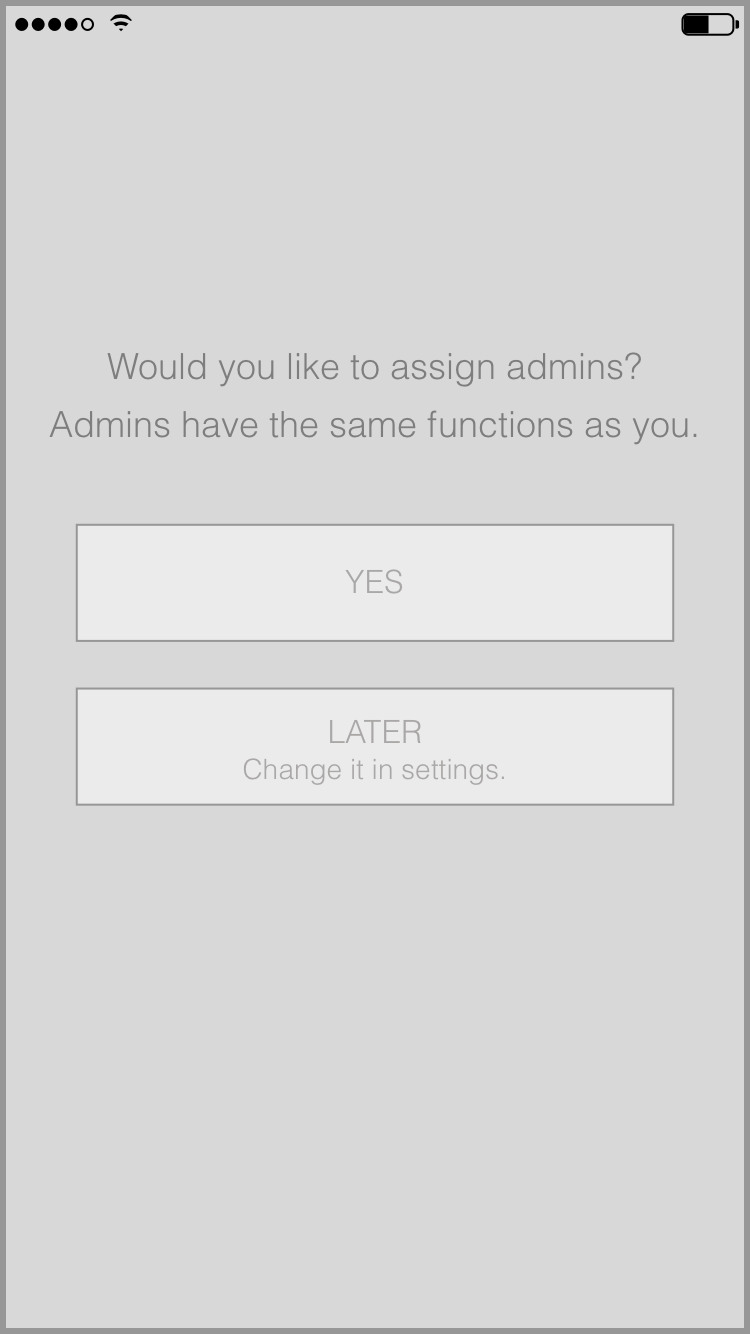 Would you like to assign admins?
Admins have the same functions as you.
YES
LATER
Change it in settings.